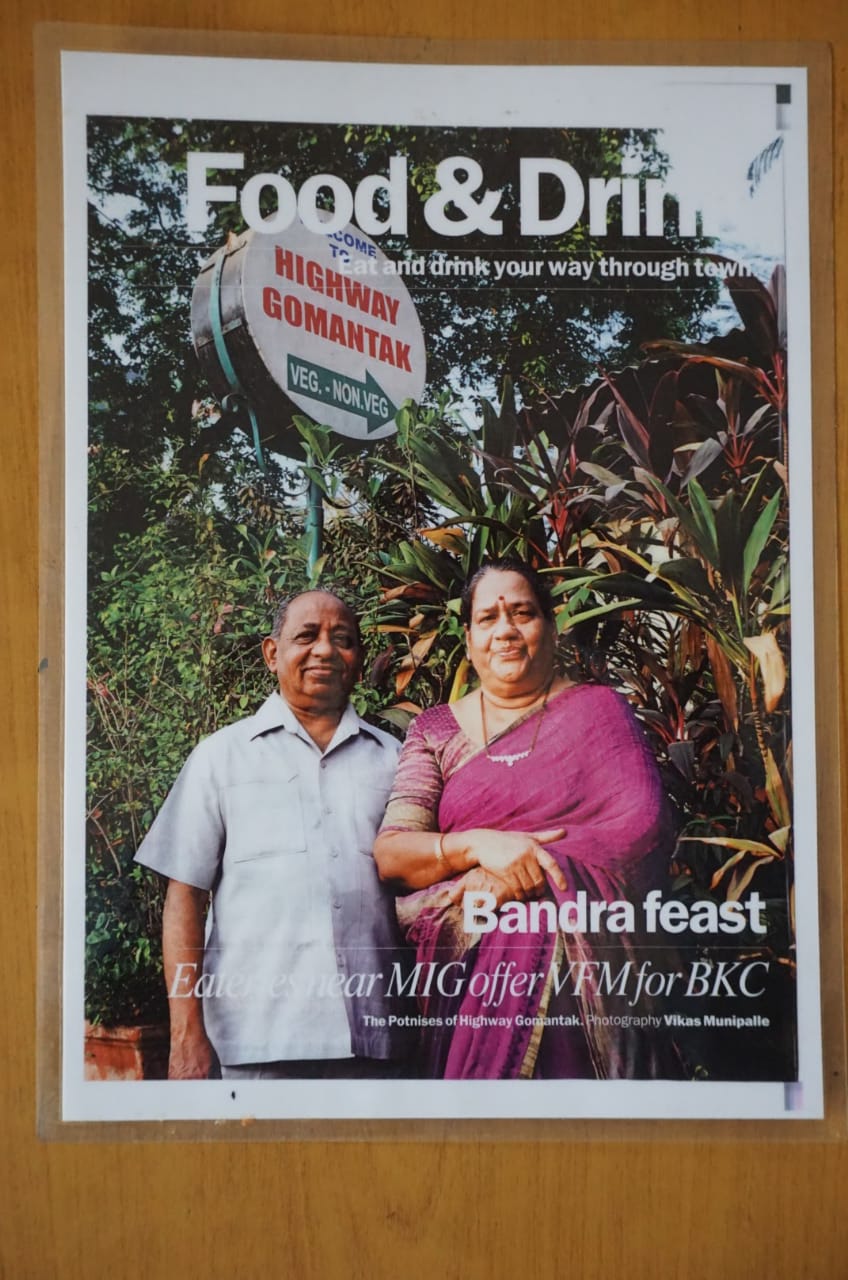 Food & Drin
COME
TO
HIGHWAY
GOMANTAK
VEG. - NON.VEG
Eat and drink your way through town
Bandra feast
Eateries near MIG offer VFM for BKC
The Potnises of Highway Gomantak. Photography Vikas Munipalle